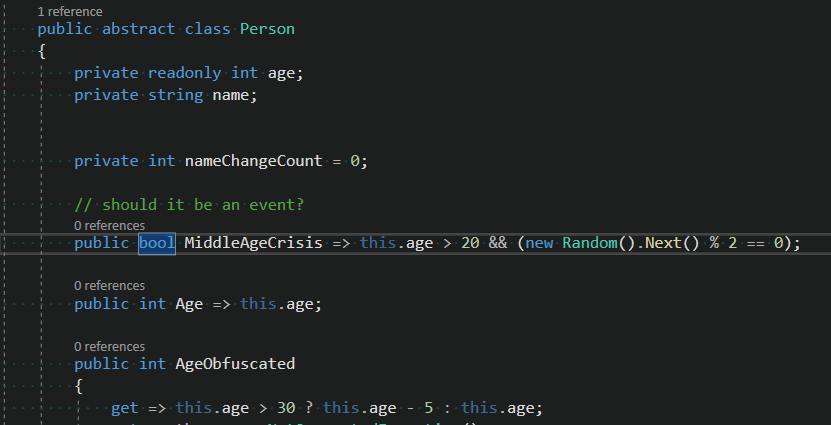 1 reference
public abstract class Person
{
private readonly int age;
private string name;
private int nameChangeCount = 0;
// should it be an event?
0 references
public bool MiddleAgeCrisis => this.age > 20 && (new Random().Next() % 2 == 0);
0 references
public int Age => this.age;
0 references
public int AgeObfuscated
{
get => this.age > 30 ? this.age - 5 : this.age;